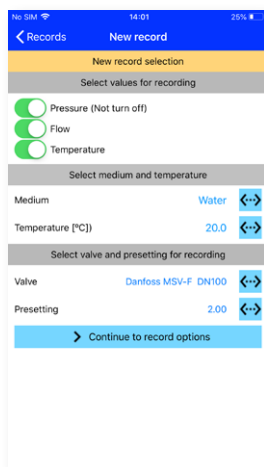 No SIM 14:01 25%
Records New record
New record selection
Select values for recording
Pressure (Not turn off)
Flow
Temperature
Select medium and temperature
Medium Water
Temperature [°C]) 20.0
Select valve and presetting for recording
Valve Danfoss MSV-F DN100
Presetting 2.00
Continue to record options